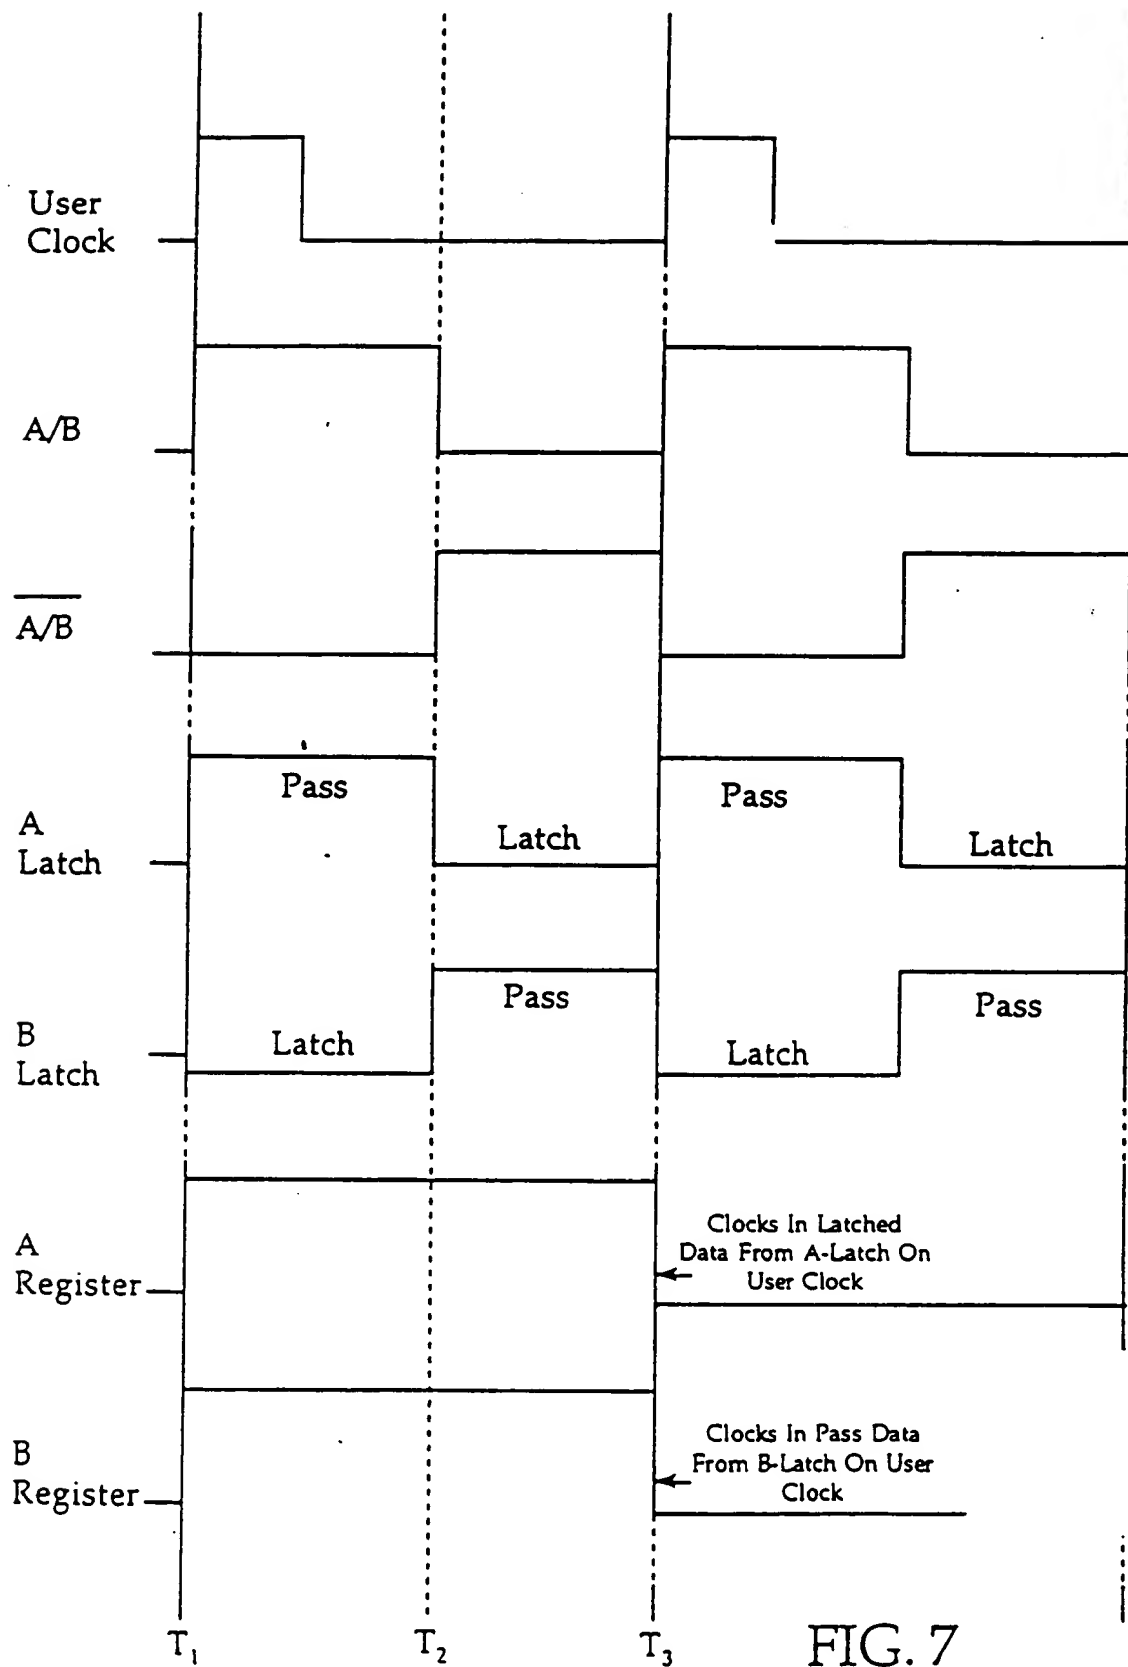 User
Clock
A/B
A/B
Pass
Pass
A
Latch
Latch
Latch
Pass
Pass
B
Latch
Latch
Latch
Clocks In Latched
Data From A-Latch On
User Clock
A
Register
Clocks In Pass Data
From B-Latch On User
Clock
B
Register
T₁ T₂ T₃
FIG. 7